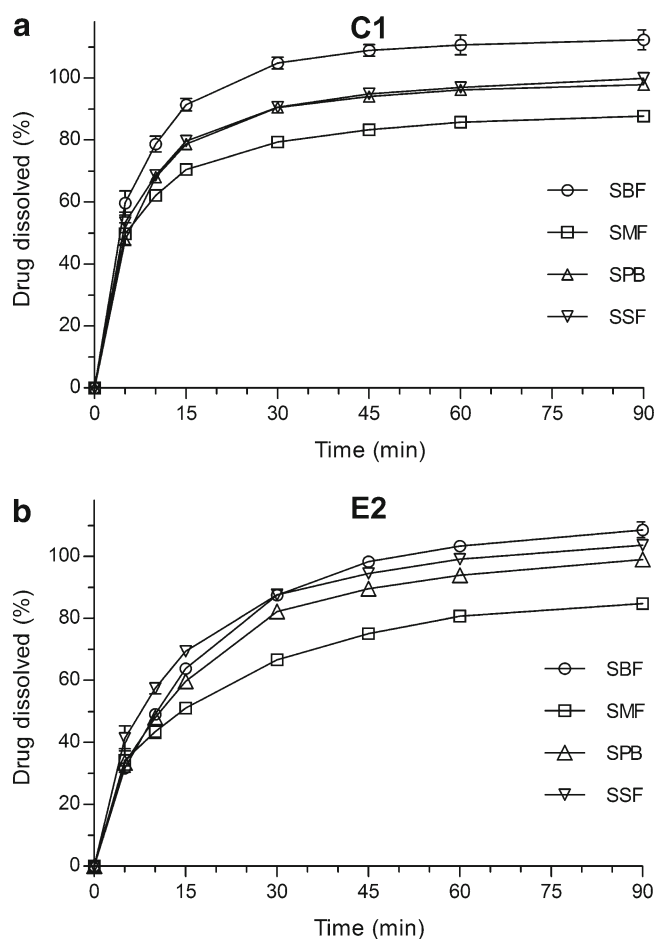 a
C1
Drug dissolved (%)
100
80
60
40
20
0
SBF
SMF
SPB
SSF
0 15 30 45 60 75 90
Time (min)
b
E2
Drug dissolved (%)
100
80
60
40
20
0
SBF
SMF
SPB
SSF
0 15 30 45 60 75 90
Time (min)